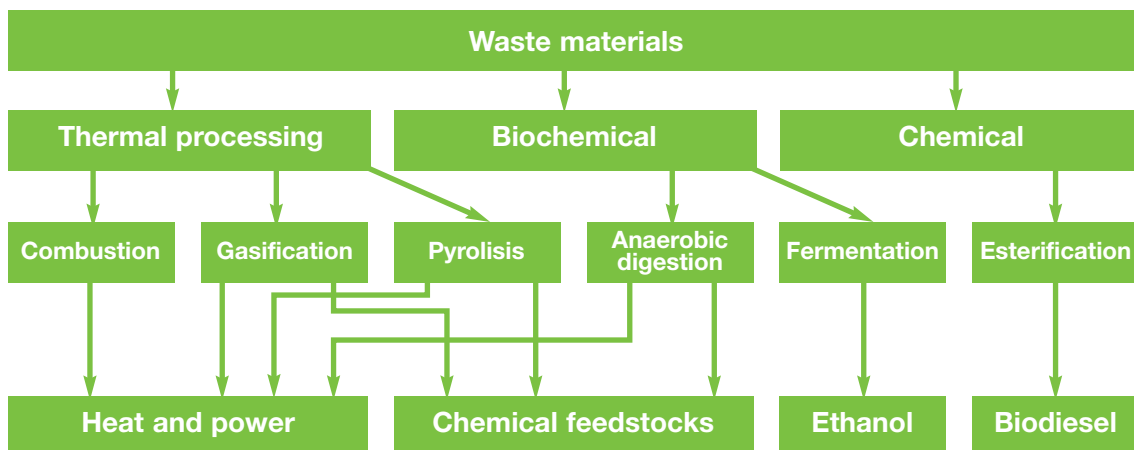 Waste materials
Thermal processing
Biochemical
Chemical
Combustion
Gasification
Pyrolisis
Anaerobic
digestion
Fermentation
Esterification
Heat and power
Chemical feedstocks
Ethanol
Biodiesel